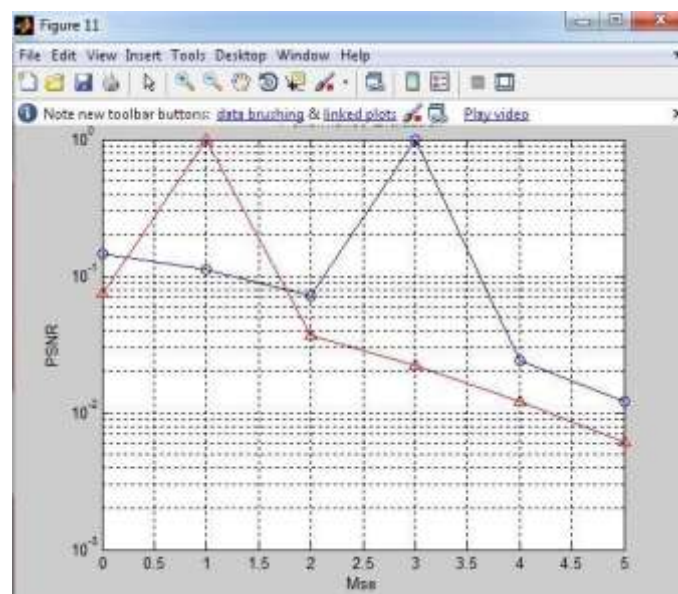 Figure 11
File Edit View Insert Tools Desktop Window Help
Note new toolbar buttons: data brushing & linked plots Play video
10^0
10^-1
10^-2
10^-3
PSNR
0 0.5 1 1.5 2 2.5 3 3.5 4 4.5 5
Mse